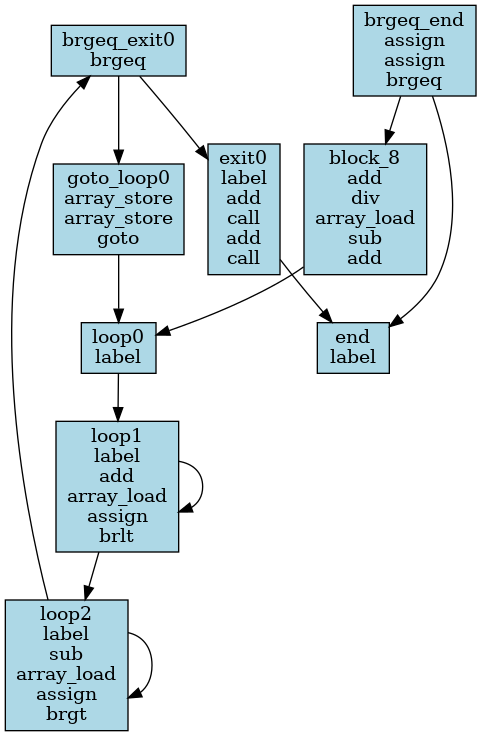 brgeq_end
assign
assign
brgeq
brgeq_exit0
brgeq
goto_loop0
array_store
array_store
goto
exit0
label
add
call
add
call
block_8
add
div
array_load
sub
add
loop0
label
end
label
loop1
label
add
array_load
assign
brlt
loop2
label
sub
array_load
assign
brgt